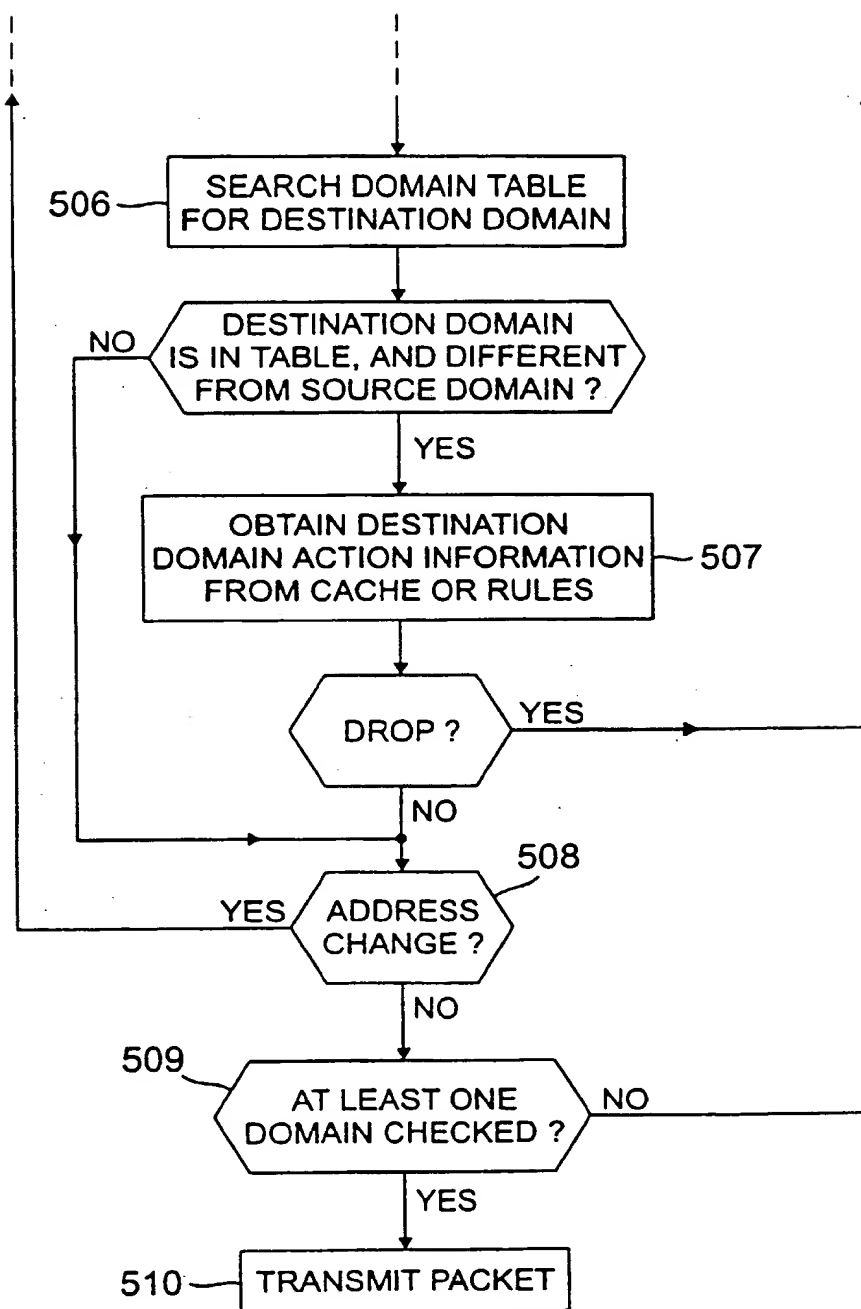 506
SEARCH DOMAIN TABLE
FOR DESTINATION DOMAIN
NO
DESTINATION DOMAIN
IS IN TABLE, AND DIFFERENT
FROM SOURCE DOMAIN ?
YES
OBTAIN DESTINATION
DOMAIN ACTION INFORMATION
FROM CACHE OR RULES
507
DROP ?
YES
NO
508
YES
ADDRESS
CHANGE ?
NO
509
AT LEAST ONE
DOMAIN CHECKED ?
NO
YES
510
TRANSMIT PACKET